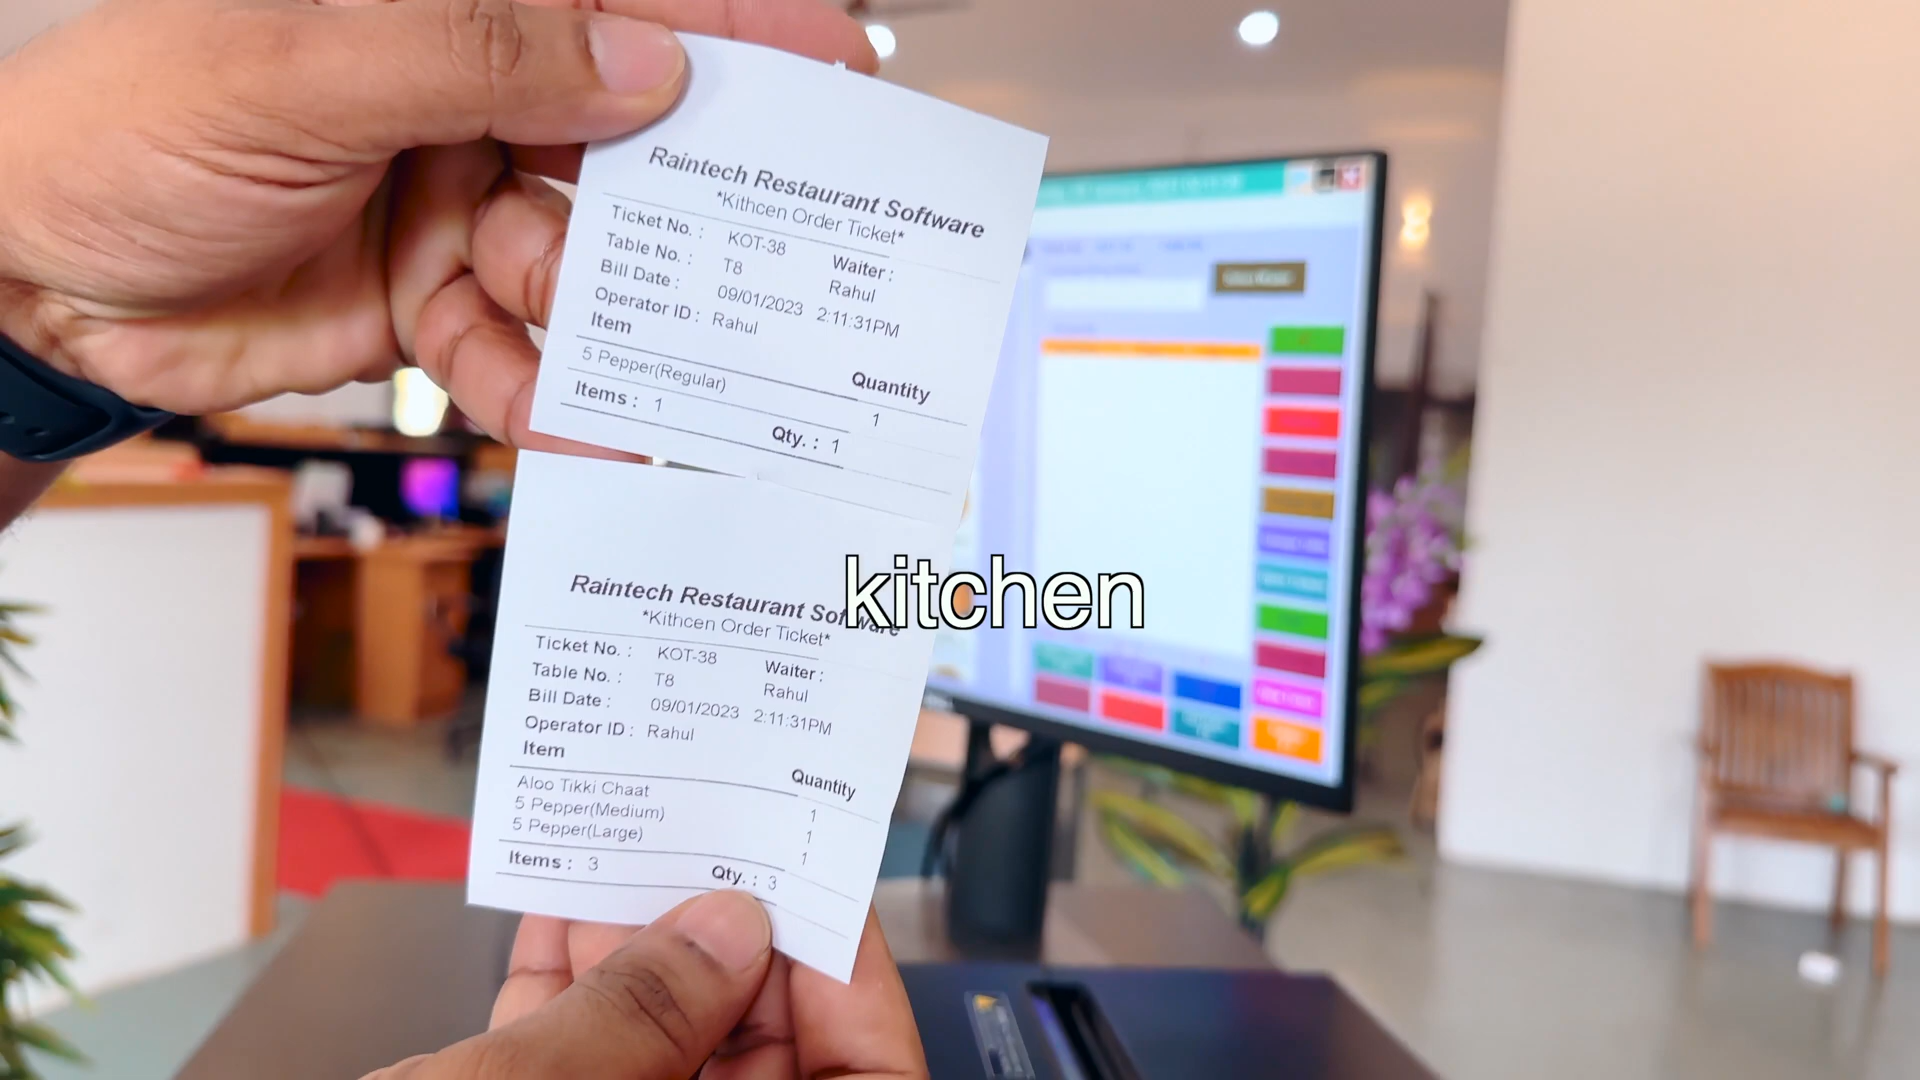 Raintech Restaurant Software
*Kithcen Order Ticket*
Ticket No. : KOT-38 Waiter :
Table No. : T8 Rahul
Bill Date : 09/01/2023 2:11:31PM
Operator ID : Rahul
Item Quantity
5 Pepper(Regular) 1
Items : 1 Qty. : 1
Raintech Restaurant Software
*Kithcen Order Ticket*
kitchen
Ticket No. : KOT-38 Waiter :
Table No. : T8 Rahul
Bill Date : 09/01/2023 2:11:31PM
Operator ID : Rahul
Item Quantity
Aloo Tikki Chaat 1
5 Pepper(Medium) 1
5 Pepper(Large) 1
Items : 3 Qty. : 3